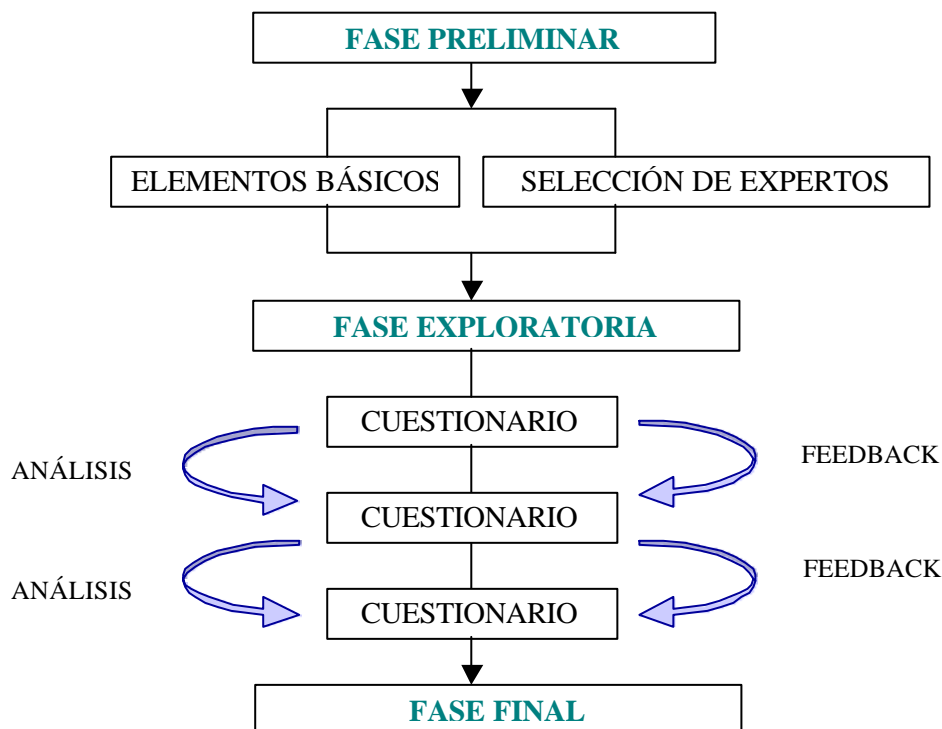 FASE PRELIMINAR
ELEMENTOS BÁSICOS
SELECCIÓN DE EXPERTOS
FASE EXPLORATORIA
CUESTIONARIO
ANÁLISIS
FEEDBACK
CUESTIONARIO
ANÁLISIS
FEEDBACK
CUESTIONARIO
FASE FINAL